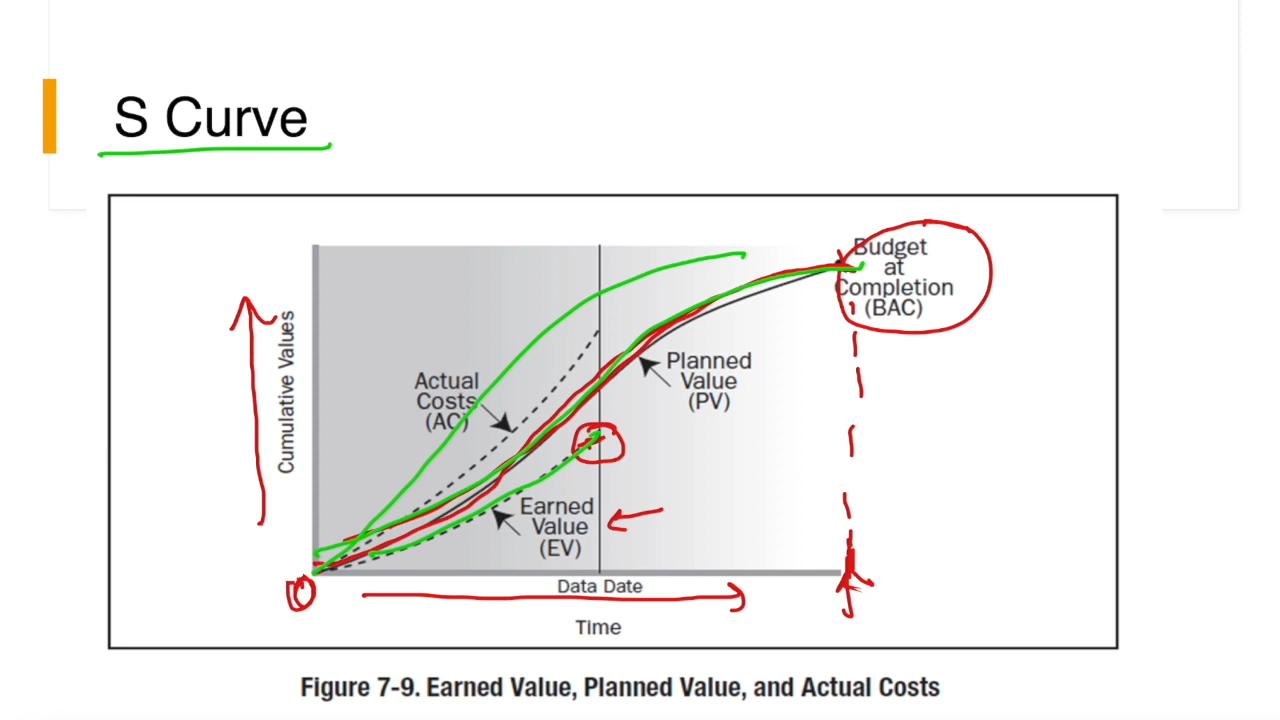 S Curve
Budget
at
Completion
(BAC)
Cumulative Values
Actual
Costs
(AC)
Planned
Value
(PV)
Earned
Value
(EV)
Data Date
Time
Figure 7-9. Earned Value, Planned Value, and Actual Costs